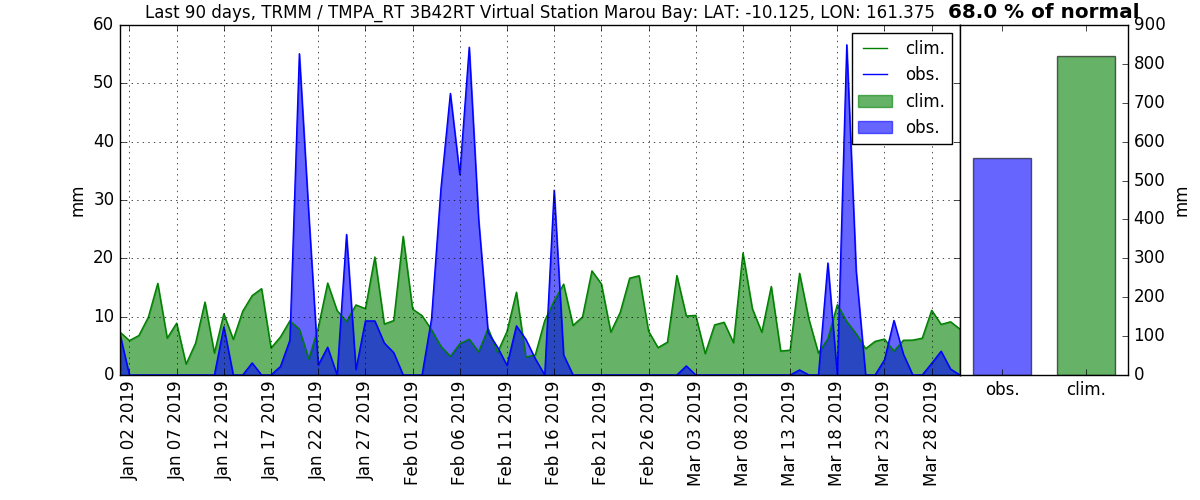 Last 90 days, TRMM / TMPA_RT 3B42RT Virtual Station Marou Bay: LAT: -10.125, LON: 161.375 68.0 % of normal
60
50
40
30
20
10
0
mm
clim.
obs.
clim.
obs.
900
800
700
600
500
400
300
200
100
0
mm
Jan 02 2019
Jan 07 2019
Jan 12 2019
Jan 17 2019
Jan 22 2019
Jan 27 2019
Feb 01 2019
Feb 06 2019
Feb 11 2019
Feb 16 2019
Feb 21 2019
Feb 26 2019
Mar 03 2019
Mar 08 2019
Mar 13 2019
Mar 18 2019
Mar 23 2019
Mar 28 2019
obs.
clim.